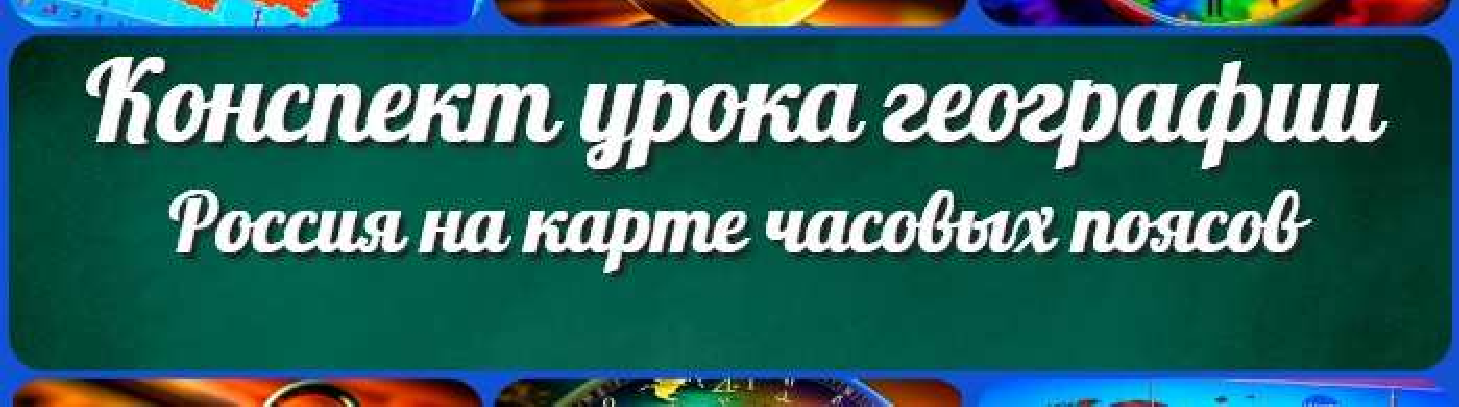 Конспект урока географии
Россия на карте часовых поясов